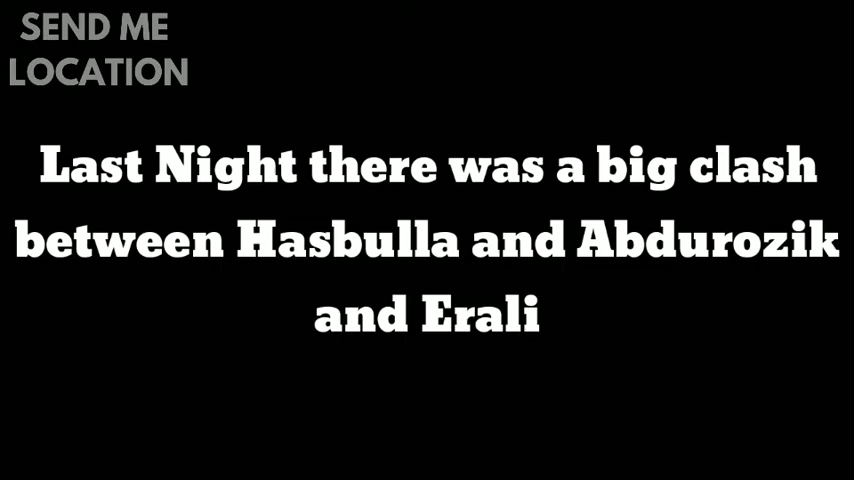 SEND ME
LOCATION
Last Night there was a big clash
between Hasbulla and Abdurozik
and Erali